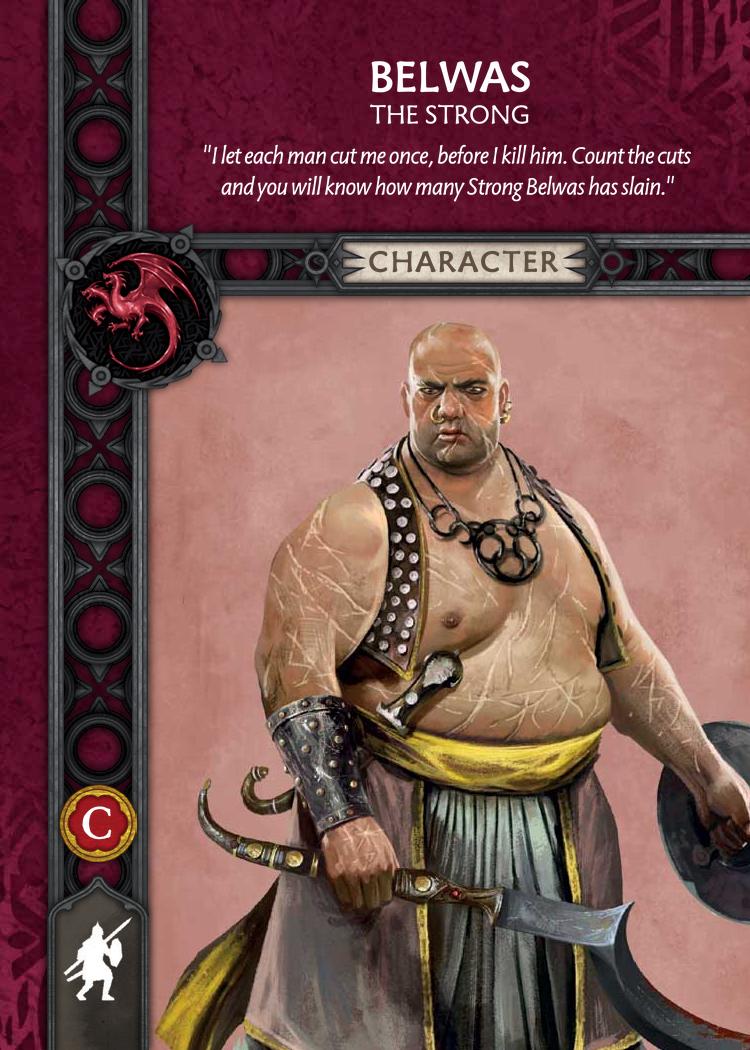 BELWAS
THE STRONG
"I let each man cut me once, before I kill him. Count the cuts
and you will know how many Strong Belwas has slain."
CHARACTER
C